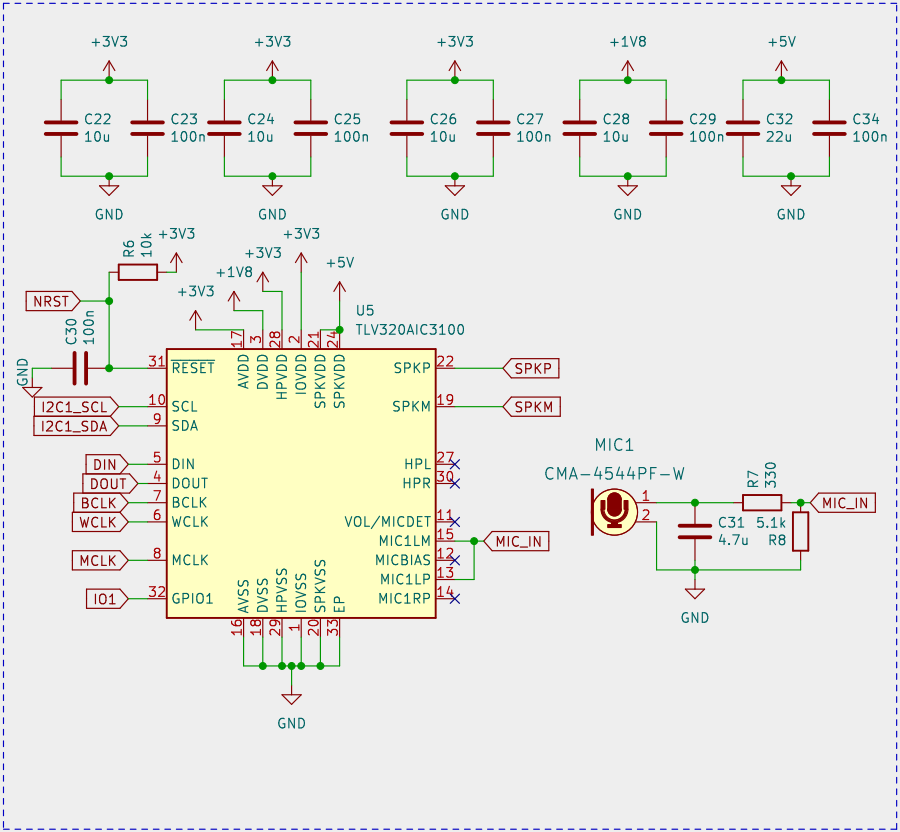 +3V3 +3V3 +3V3 +1V8 +5V
C22 C23 C24 C25 C26 C27 C28 C29 C32 C34
10u 100n 10u 100n 10u 100n 10u 100n 22u 100n
GND GND GND GND GND
R6 10k +3V3
+3V3 +1V8 +3V3 +3V3 +5V
NRST
C30 100n
GND
U5
TLV320AIC3100
17 3 28 2 21 24
AVDD DVDD HPVDD IOVDD SPKVDD SPKVDD
31 RESET SPKP 22 SPKP
I2C1_SCL 10 SCL SPKM 19 SPKM
I2C1_SDA 9 SDA
DIN 5 DIN HPL 27
DOUT 4 DOUT HPR 30
BCLK 7 BCLK
WCLK 6 WCLK VOL/MICDET 11
MIC1LM 15 MIC_IN
MCLK 8 MCLK MICBIAS 12
MIC1LP 13
IO1 32 GPIO1 MIC1RP 14
AVSS DVSS HPVSS IOVSS SPKVSS EP
16 18 29 1 20 33
GND
MIC1
CMA-4544PF-W
1
2
C31
4.7u
R7 330
5.1k
R8
MIC_IN
GND